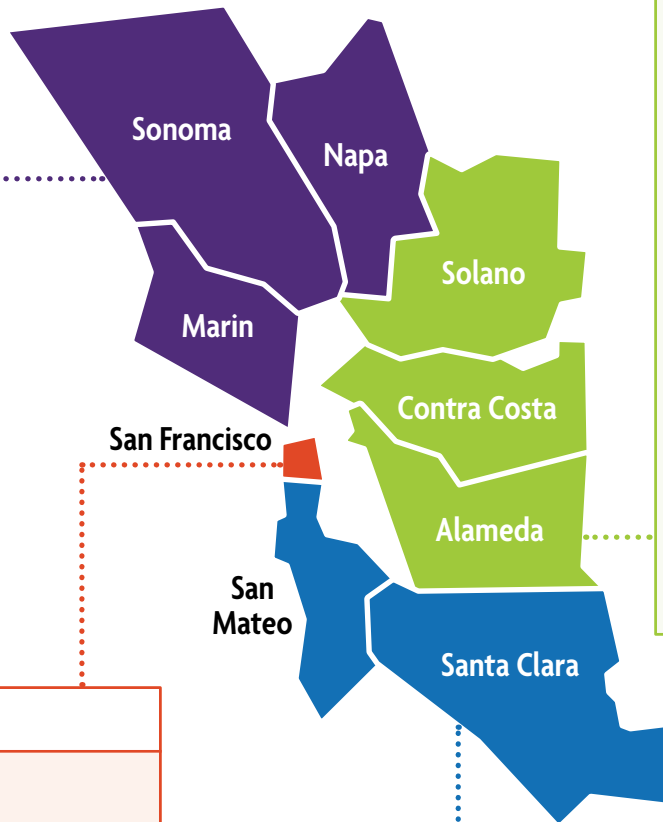 Sonoma
Napa
Solano
Marin
Contra Costa
San Francisco
Alameda
San
Mateo
Santa Clara